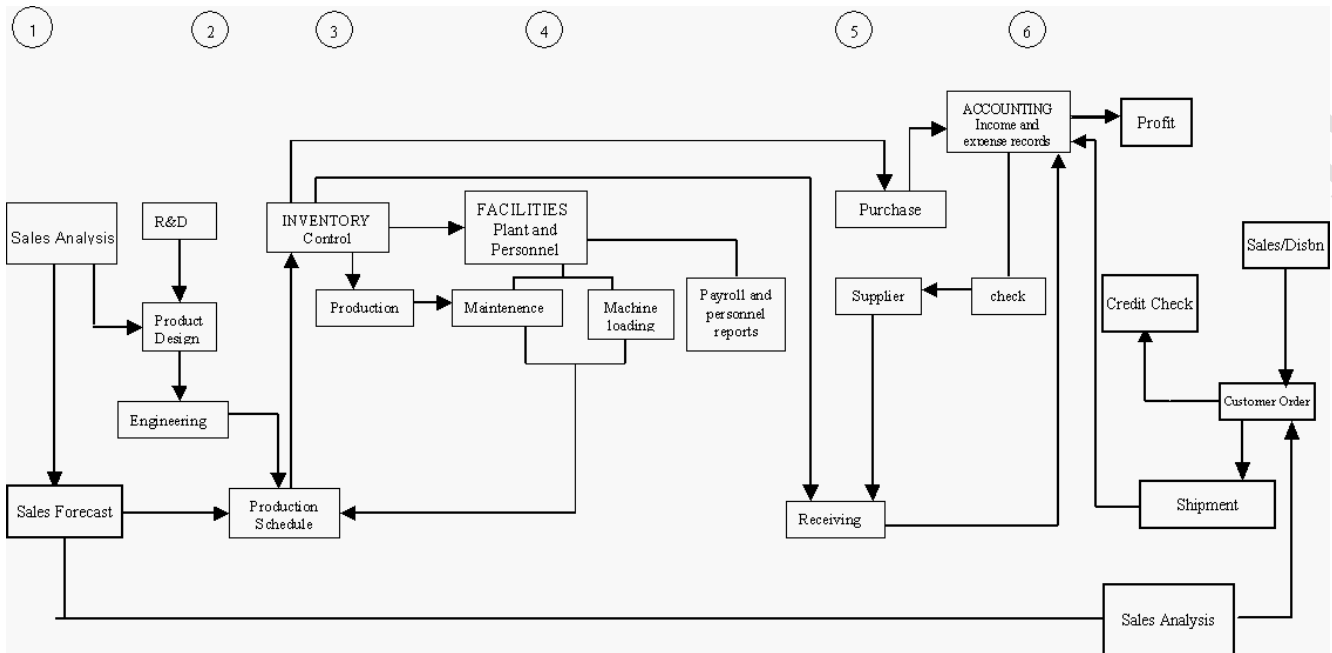 1
2
3
4
5
6
ACCOUNTING
Income and
expense records
Profit
Sales Analysis
R&D
INVENTORY
Control
FACILITIES
Plant and
Personnel
Purchase
Sales/Disbn
Product
Design
Production
Maintenence
Machine
loading
Payroll and
personnel
reports
Supplier
check
Credit Check
Engineering
Customer Order
Sales Forecast
Production
Schedule
Receiving
Shipment
Sales Analysis